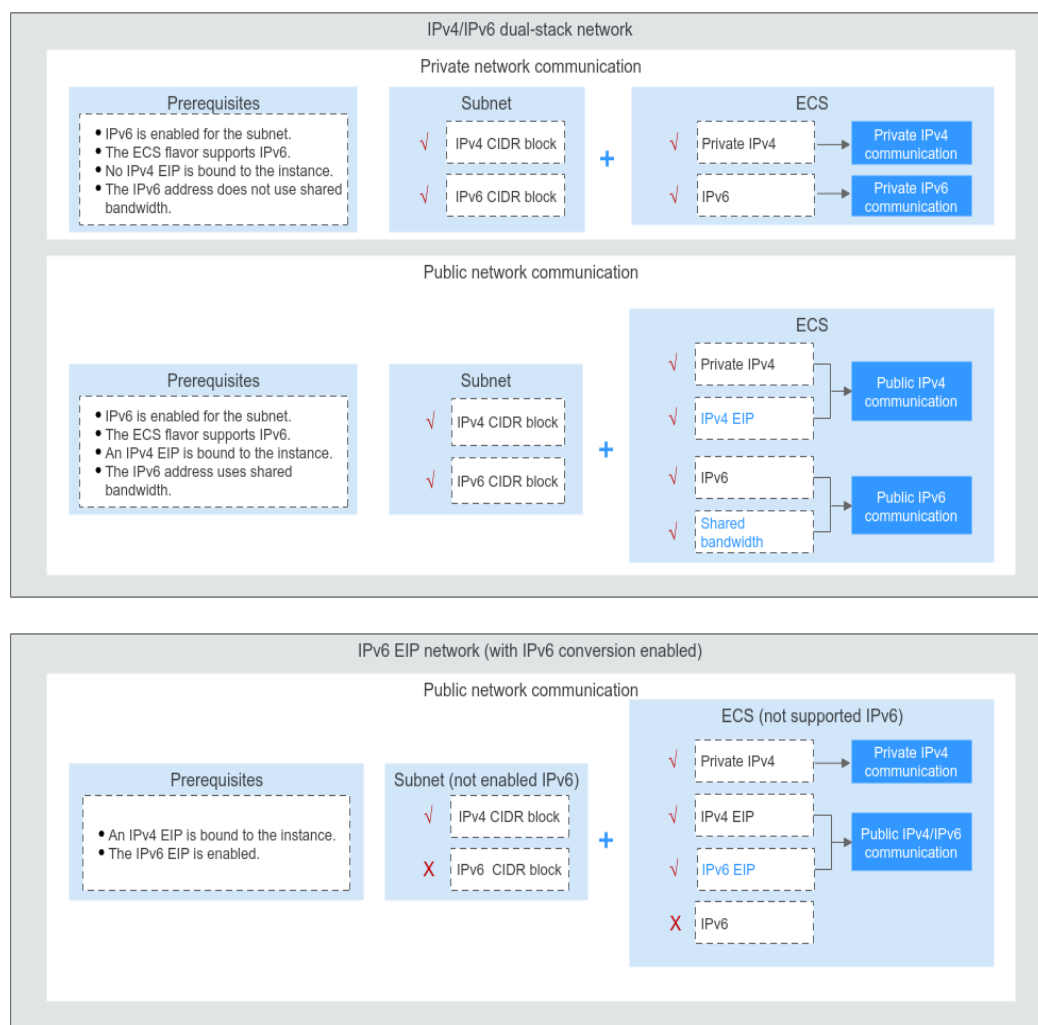 IPv4/IPv6 dual-stack network
Private network communication
Prerequisites
• IPv6 is enabled for the subnet.
• The ECS flavor supports IPv6.
• No IPv4 EIP is bound to the instance.
• The IPv6 address does not use shared
bandwidth.
Subnet
√ IPv4 CIDR block
√ IPv6 CIDR block
+
ECS
√ Private IPv4
Private IPv4
communication
√ IPv6
Private IPv6
communication
Public network communication
Prerequisites
• IPv6 is enabled for the subnet.
• The ECS flavor supports IPv6.
• An IPv4 EIP is bound to the instance.
• The IPv6 address uses shared
bandwidth.
Subnet
√ IPv4 CIDR block
√ IPv6 CIDR block
+
ECS
√ Private IPv4
√ IPv4 EIP
Public IPv4
communication
√ IPv6
√ Shared
bandwidth
Public IPv6
communication
IPv6 EIP network (with IPv6 conversion enabled)
Public network communication
Prerequisites
• An IPv4 EIP is bound to the instance.
• The IPv6 EIP is enabled.
Subnet (not enabled IPv6)
√ IPv4 CIDR block
X IPv6 CIDR block
+
ECS (not supported IPv6)
√ Private IPv4
Private IPv4
communication
√ IPv4 EIP
√ IPv6 EIP
Public IPv4/IPv6
communication
X IPv6